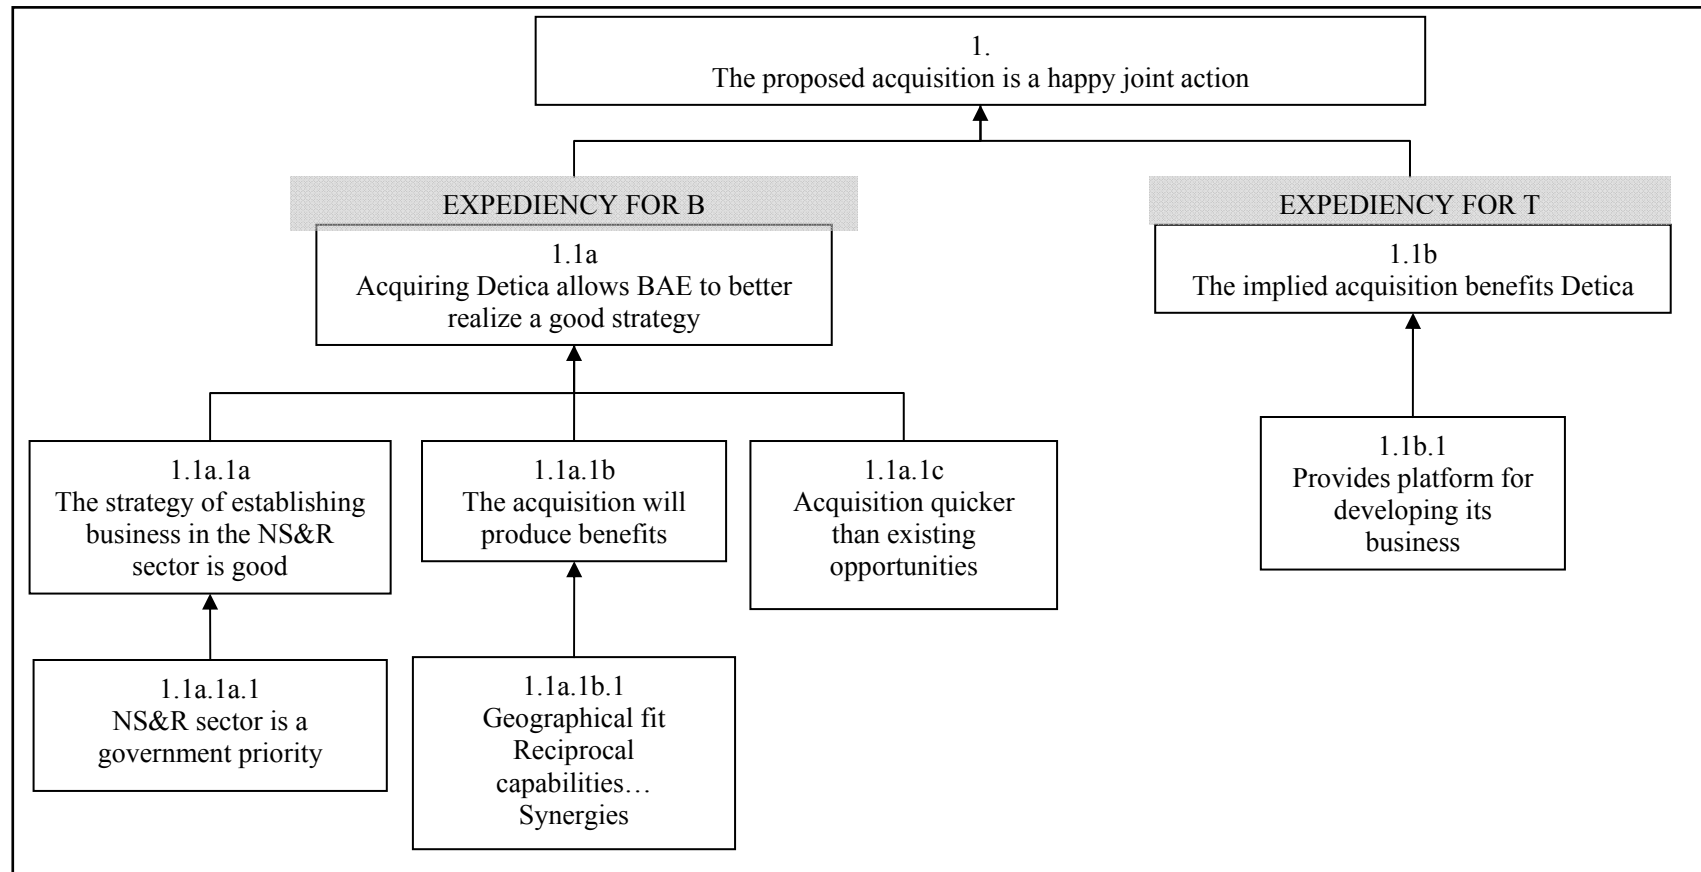 1.
The proposed acquisition is a happy joint action
EXPEDIENCY FOR B
EXPEDIENCY FOR T
1.1a
Acquiring Detica allows BAE to better
realize a good strategy
1.1b
The implied acquisition benefits Detica
1.1a.1a
The strategy of establishing
business in the NS&R
sector is good
1.1a.1b
The acquisition will
produce benefits
1.1a.1c
Acquisition quicker
than existing
opportunities
1.1b.1
Provides platform for
developing its
business
1.1a.1a.1
NS&R sector is a
government priority
1.1a.1b.1
Geographical fit
Reciprocal
capabilities…
Synergies